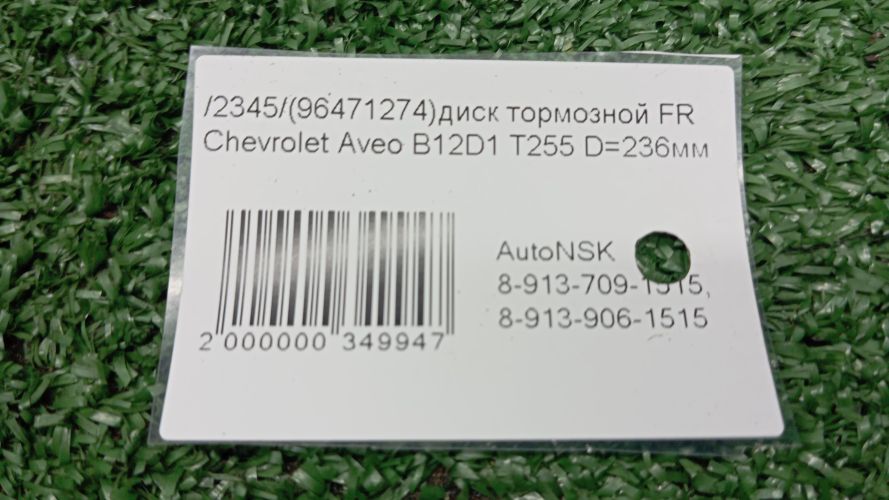 /2345/(96471274)диск тормозной FR
Chevrolet Aveo B12D1 T255 D=236мм
AutoNSK
8-913-709-1515,
8-913-906-1515
2 000000 349947